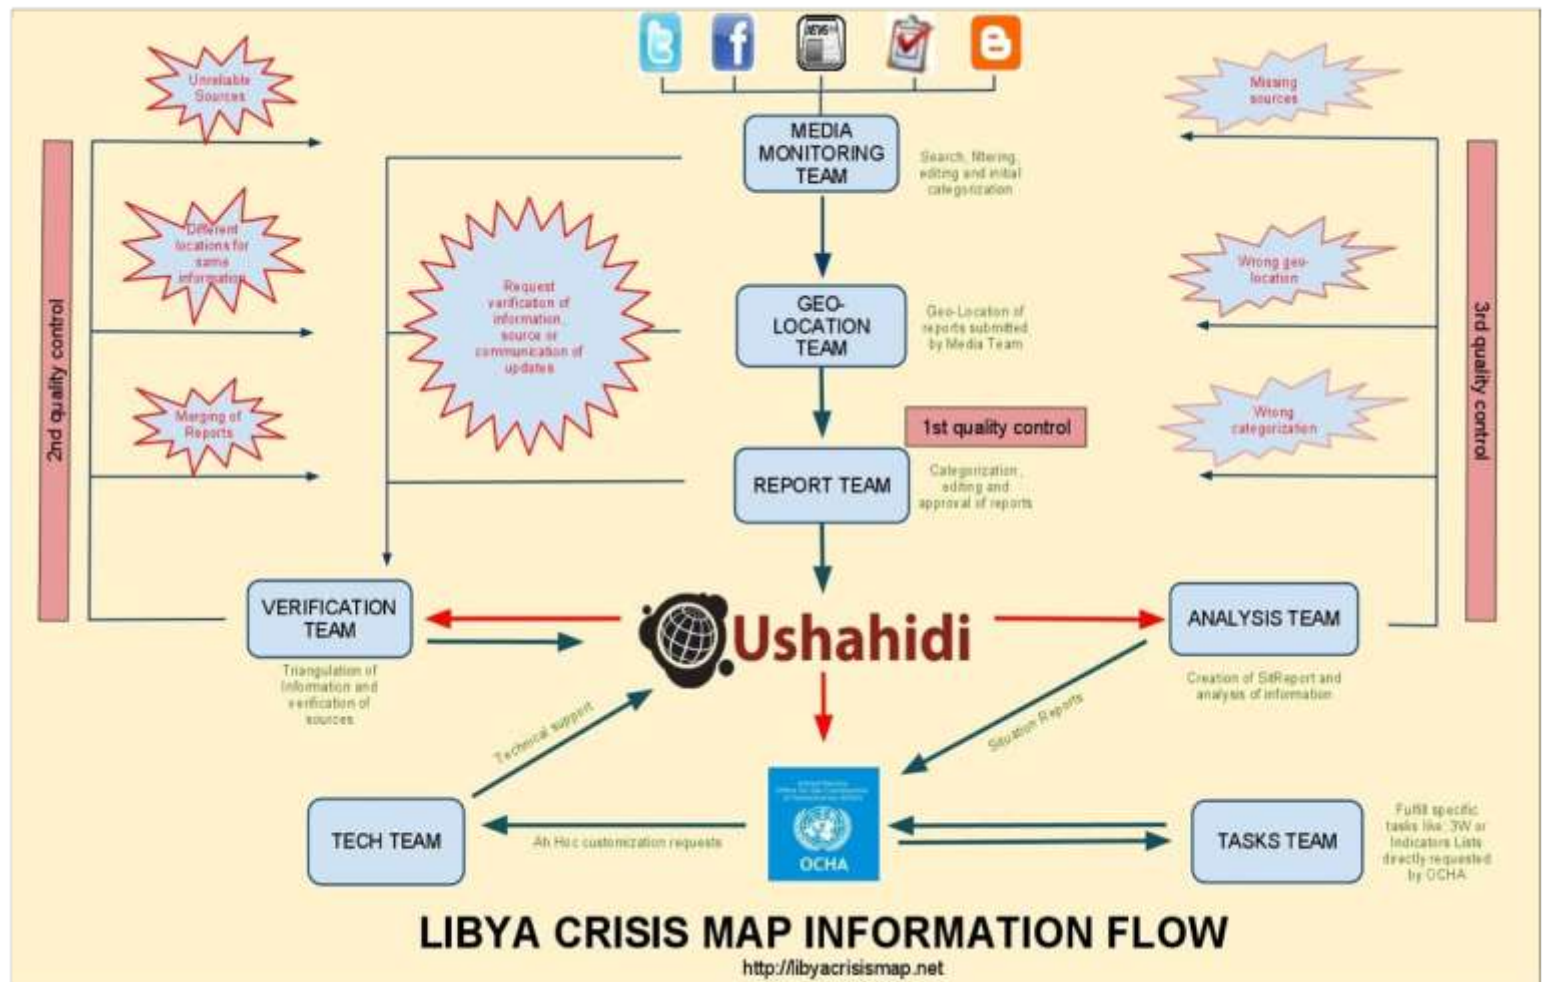 NEWS
Unreliable
Sources
Missing
sources
MEDIA
MONITORING
TEAM
Search, filtering,
editing and initial
categorization
Different
locations for
same
information
Request
verification of
information,
source or
communication of
updates
GEO-
LOCATION
TEAM
Geo-Location of
reports submitted
by Media Team
Wrong geo-
location
2nd quality control
3rd quality control
Merging of
Reports
1st quality control
Wrong
categorization
REPORT TEAM
Categorization,
editing and
approval of reports
VERIFICATION
TEAM
Triangulation of
Information and
verification of
sources
Ushahidi
ANALYSIS TEAM
Creation of SitReport and
analysis of information
Technical support
Situation Reports
TECH TEAM
Ah Hoc customization requests
OCHA
TASKS TEAM
Fulfill specific
tasks like, 3W or
Indicators Lists
directly requested
by OCHA
LIBYA CRISIS MAP INFORMATION FLOW
http://libyacrisismap.net